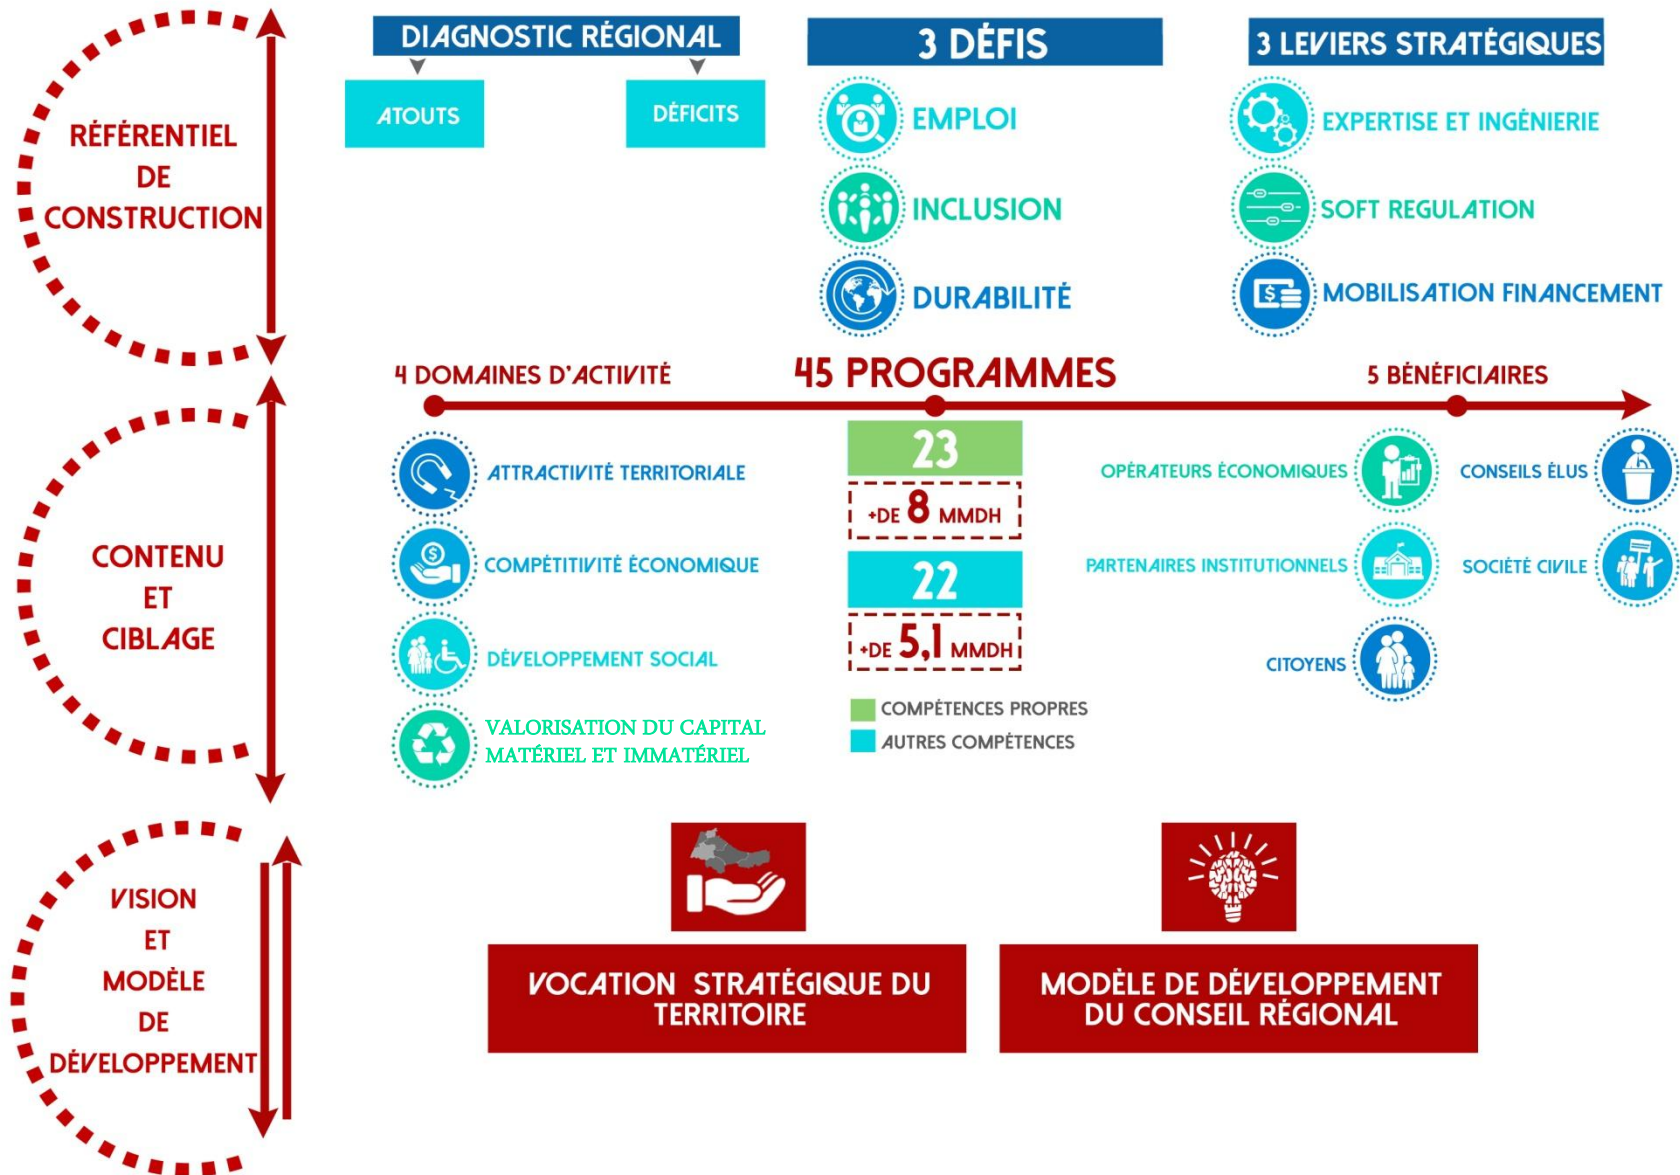 RÉFÉRENTIEL
DE
CONSTRUCTION
DIAGNOSTIC RÉGIONAL
ATOUTS
DÉFICITS
3 DÉFIS
EMPLOI
INCLUSION
DURABILITÉ
3 LEVIERS STRATÉGIQUES
EXPERTISE ET INGÉNIERIE
SOFT REGULATION
MOBILISATION FINANCEMENT
CONTENU
ET
CIBLAGE
4 DOMAINES D'ACTIVITÉ
ATTRACTIVITÉ TERRITORIALE
COMPÉTITIVITÉ ÉCONOMIQUE
DÉVELOPPEMENT SOCIAL
VALORISATION DU CAPITAL
MATÉRIEL ET IMMATÉRIEL
45 PROGRAMMES
23
+DE 8 MMDH
22
+DE 5,1 MMDH
COMPÉTENCES PROPRES
AUTRES COMPÉTENCES
5 BÉNÉFICIAIRES
OPÉRATEURS ÉCONOMIQUES
CONSEILS ÉLUS
PARTENAIRES INSTITUTIONNELS
SOCIÉTÉ CIVILE
CITOYENS
VISION
ET
MODÈLE
DE
DÉVELOPPEMENT
VOCATION STRATÉGIQUE DU
TERRITOIRE
MODÈLE DE DÉVELOPPEMENT
DU CONSEIL RÉGIONAL